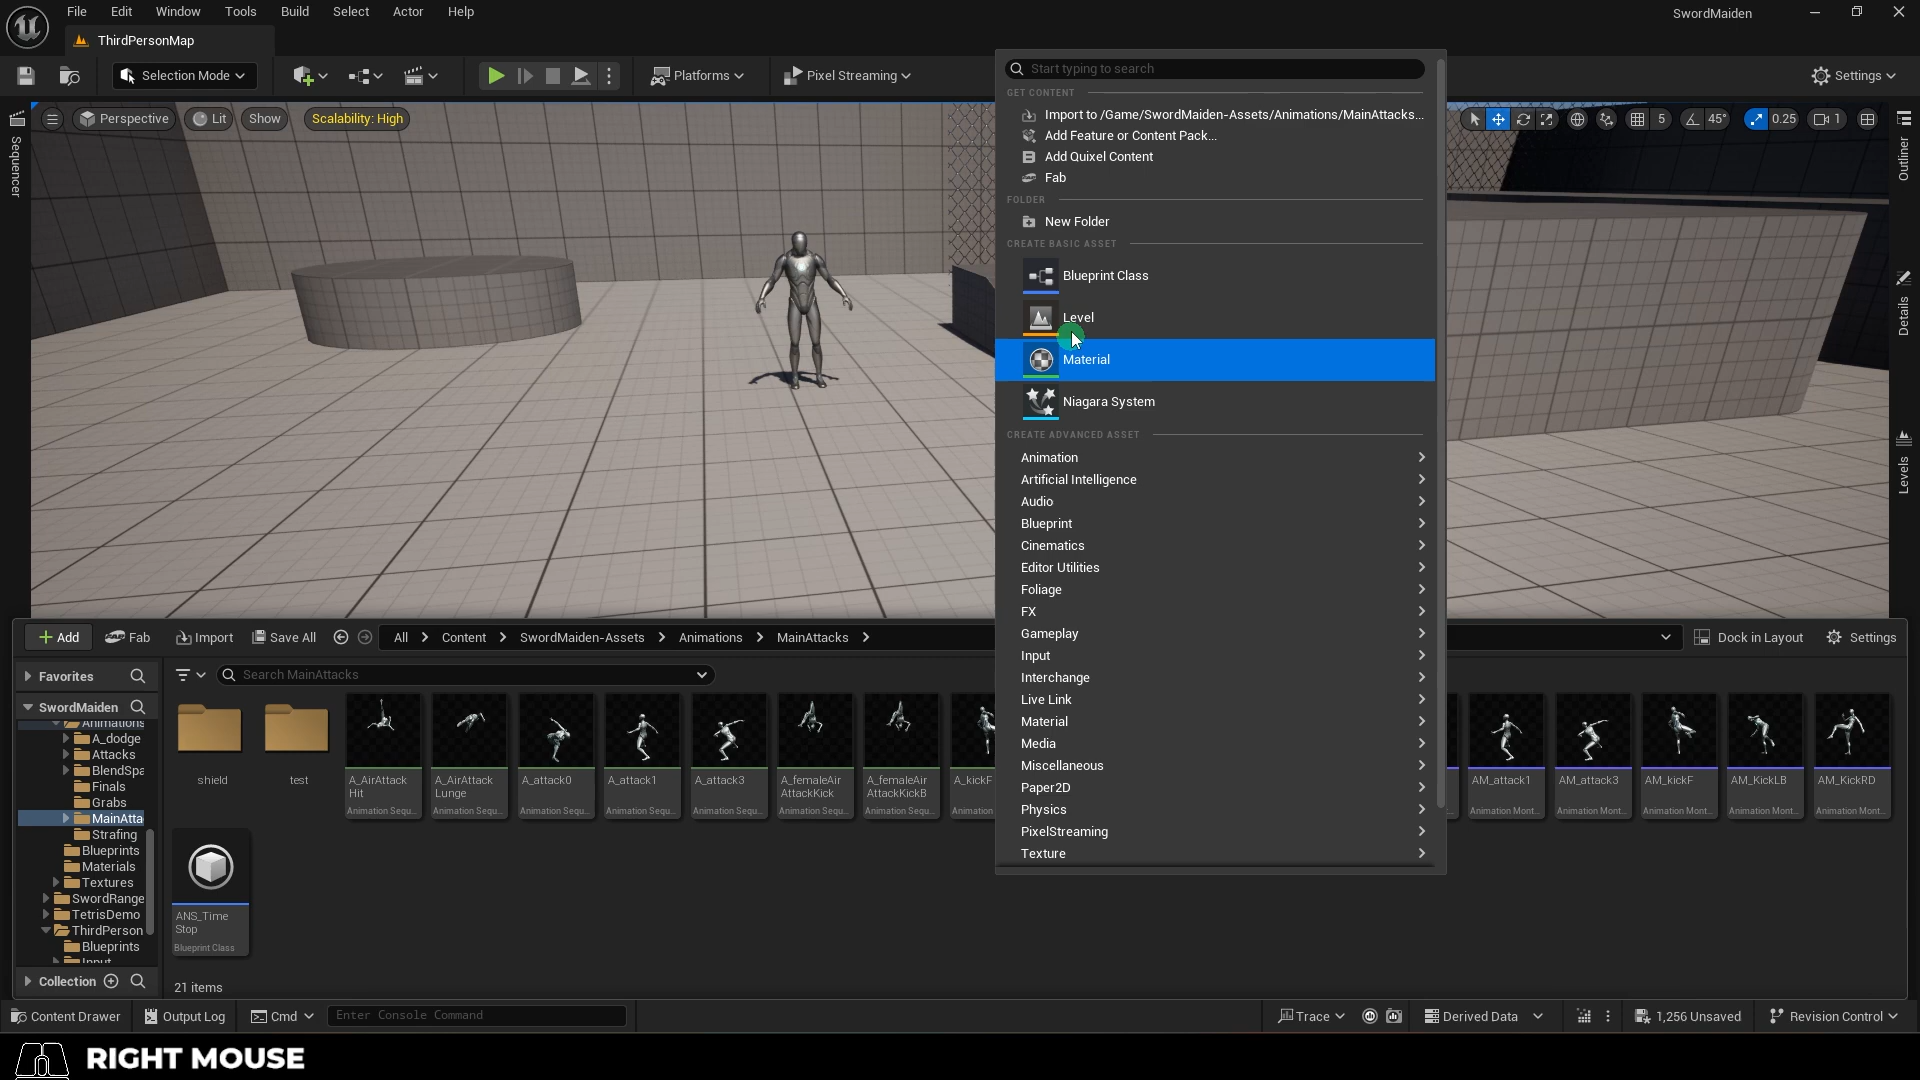 File Edit Window Tools Build Select Actor Help
SwordMaiden
ThirdPersonMap
Selection Mode
Platforms
Pixel Streaming
Settings
Perspective
Lit
Show
Scalability: High
5
45°
0.25
1
Sequencer
Outliner
Details
Levels
Start typing to search
GET CONTENT
Import to /Game/SwordMaiden-Assets/Animations/MainAttacks...
Add Feature or Content Pack...
Add Quixel Content
Fab
FOLDER
New Folder
CREATE BASIC ASSET
Blueprint Class
Level
Material
Niagara System
CREATE ADVANCED ASSET
Animation
Artificial Intelligence
Audio
Blueprint
Cinematics
Editor Utilities
Foliage
FX
Gameplay
Input
Interchange
Live Link
Material
Media
Miscellaneous
Paper2D
Physics
PixelStreaming
Texture
Add
Fab
Import
Save All
All
Content
SwordMaiden-Assets
Animations
MainAttacks
Dock in Layout
Settings
Favorites
Search MainAttacks
SwordMaiden
Animations
A_dodge
Attacks
BlendSpa
Finals
Grabs
MainAtta
Strafing
Blueprints
Materials
Textures
SwordRange
TetrisDemo
ThirdPerson
Blueprints
Input
Collection
shield
test
A_AirAttack
Hit
Animation Sequ...
A_AirAttack
Lunge
Animation Sequ...
A_attack0
Animation Sequ...
A_attack1
Animation Sequ...
A_attack3
Animation Sequ...
A_femaleAir
AttackKick
Animation Sequ...
A_femaleAir
AttackKickB
Animation Sequ...
A_kickF
Animation
AM_attack1
Animation Mont...
AM_attack3
Animation Mont...
AM_kickF
Animation Mont...
AM_KickLB
Animation Mont...
AM_KickRD
Animation Mont...
ANS_Time
Stop
Blueprint Class
21 items
Content Drawer
Output Log
Cmd
Enter Console Command
Trace
Derived Data
1,256 Unsaved
Revision Control
RIGHT MOUSE